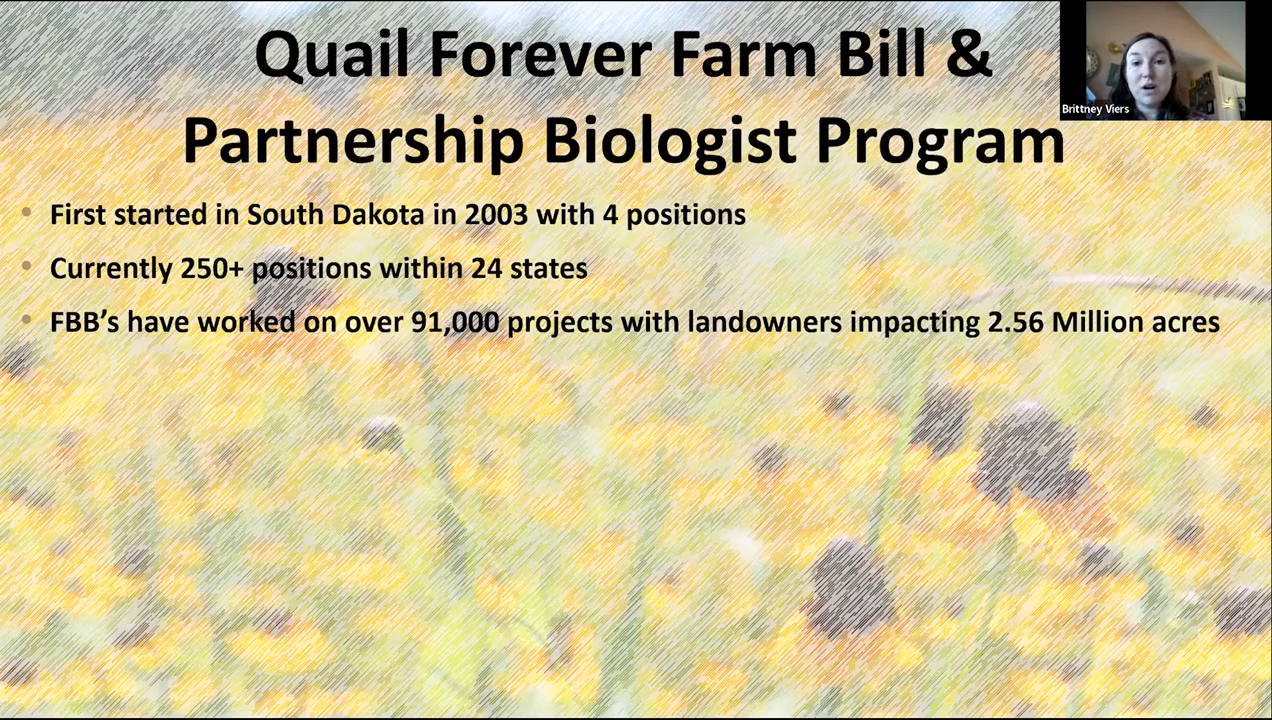 Quail Forever Farm Bill &
Partnership Biologist Program
Brittney Viers
• First started in South Dakota in 2003 with 4 positions
• Currently 250+ positions within 24 states
• FBB’s have worked on over 91,000 projects with landowners impacting 2.56 Million acres